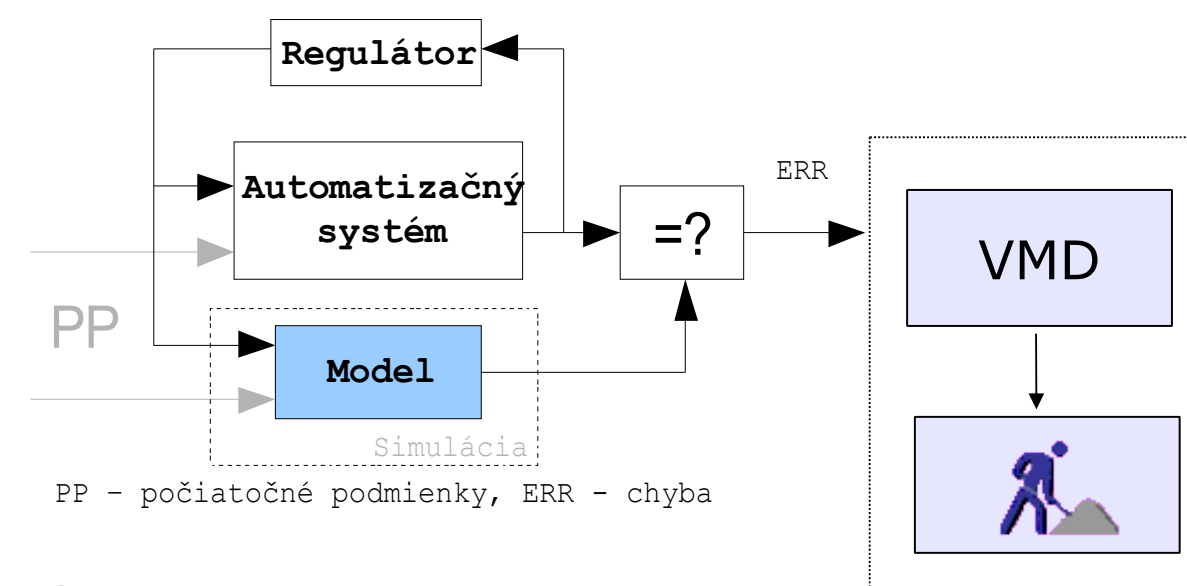 Regulátor
Automatizačný
systém
=?
ERR
VMD
PP
Model
Simulácia
PP – počiatočné podmienky, ERR - chyba